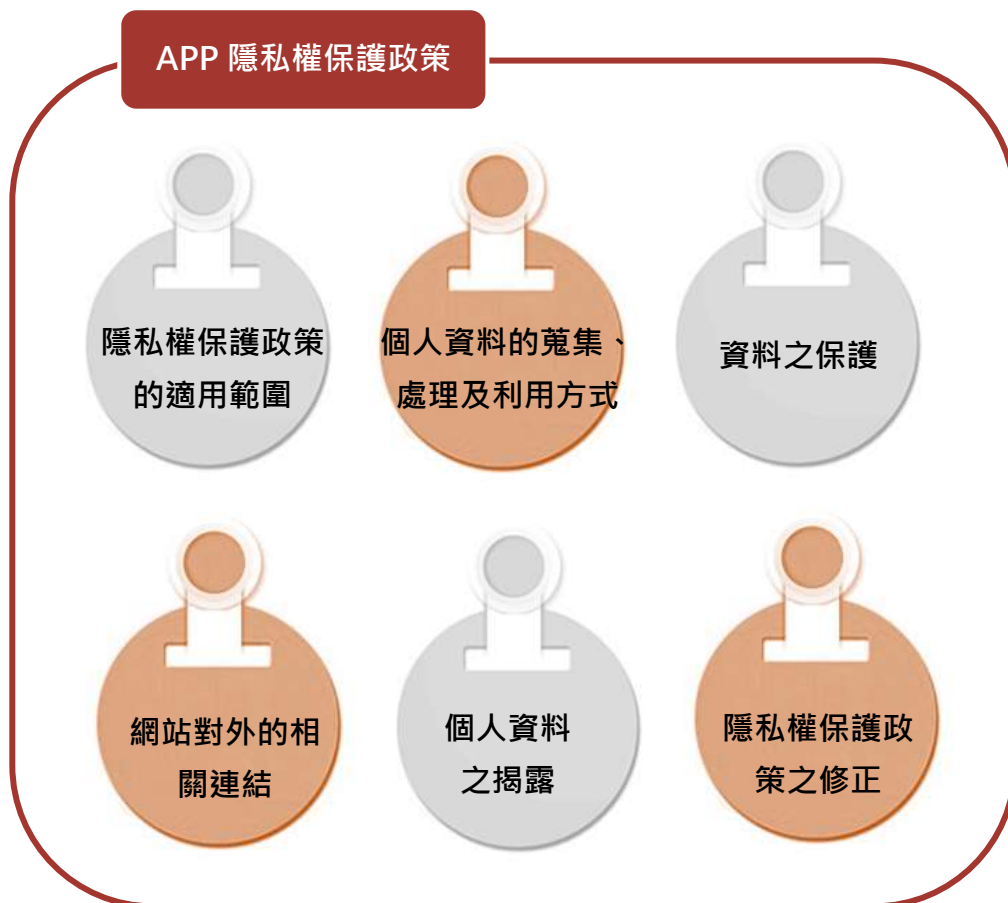 APP 隱私權保護政策
隱私權保護政策
的適用範圍
個人資料的蒐集、
處理及利用方式
資料之保護
網站對外的相
關連結
個人資料
之揭露
隱私權保護政
策之修正